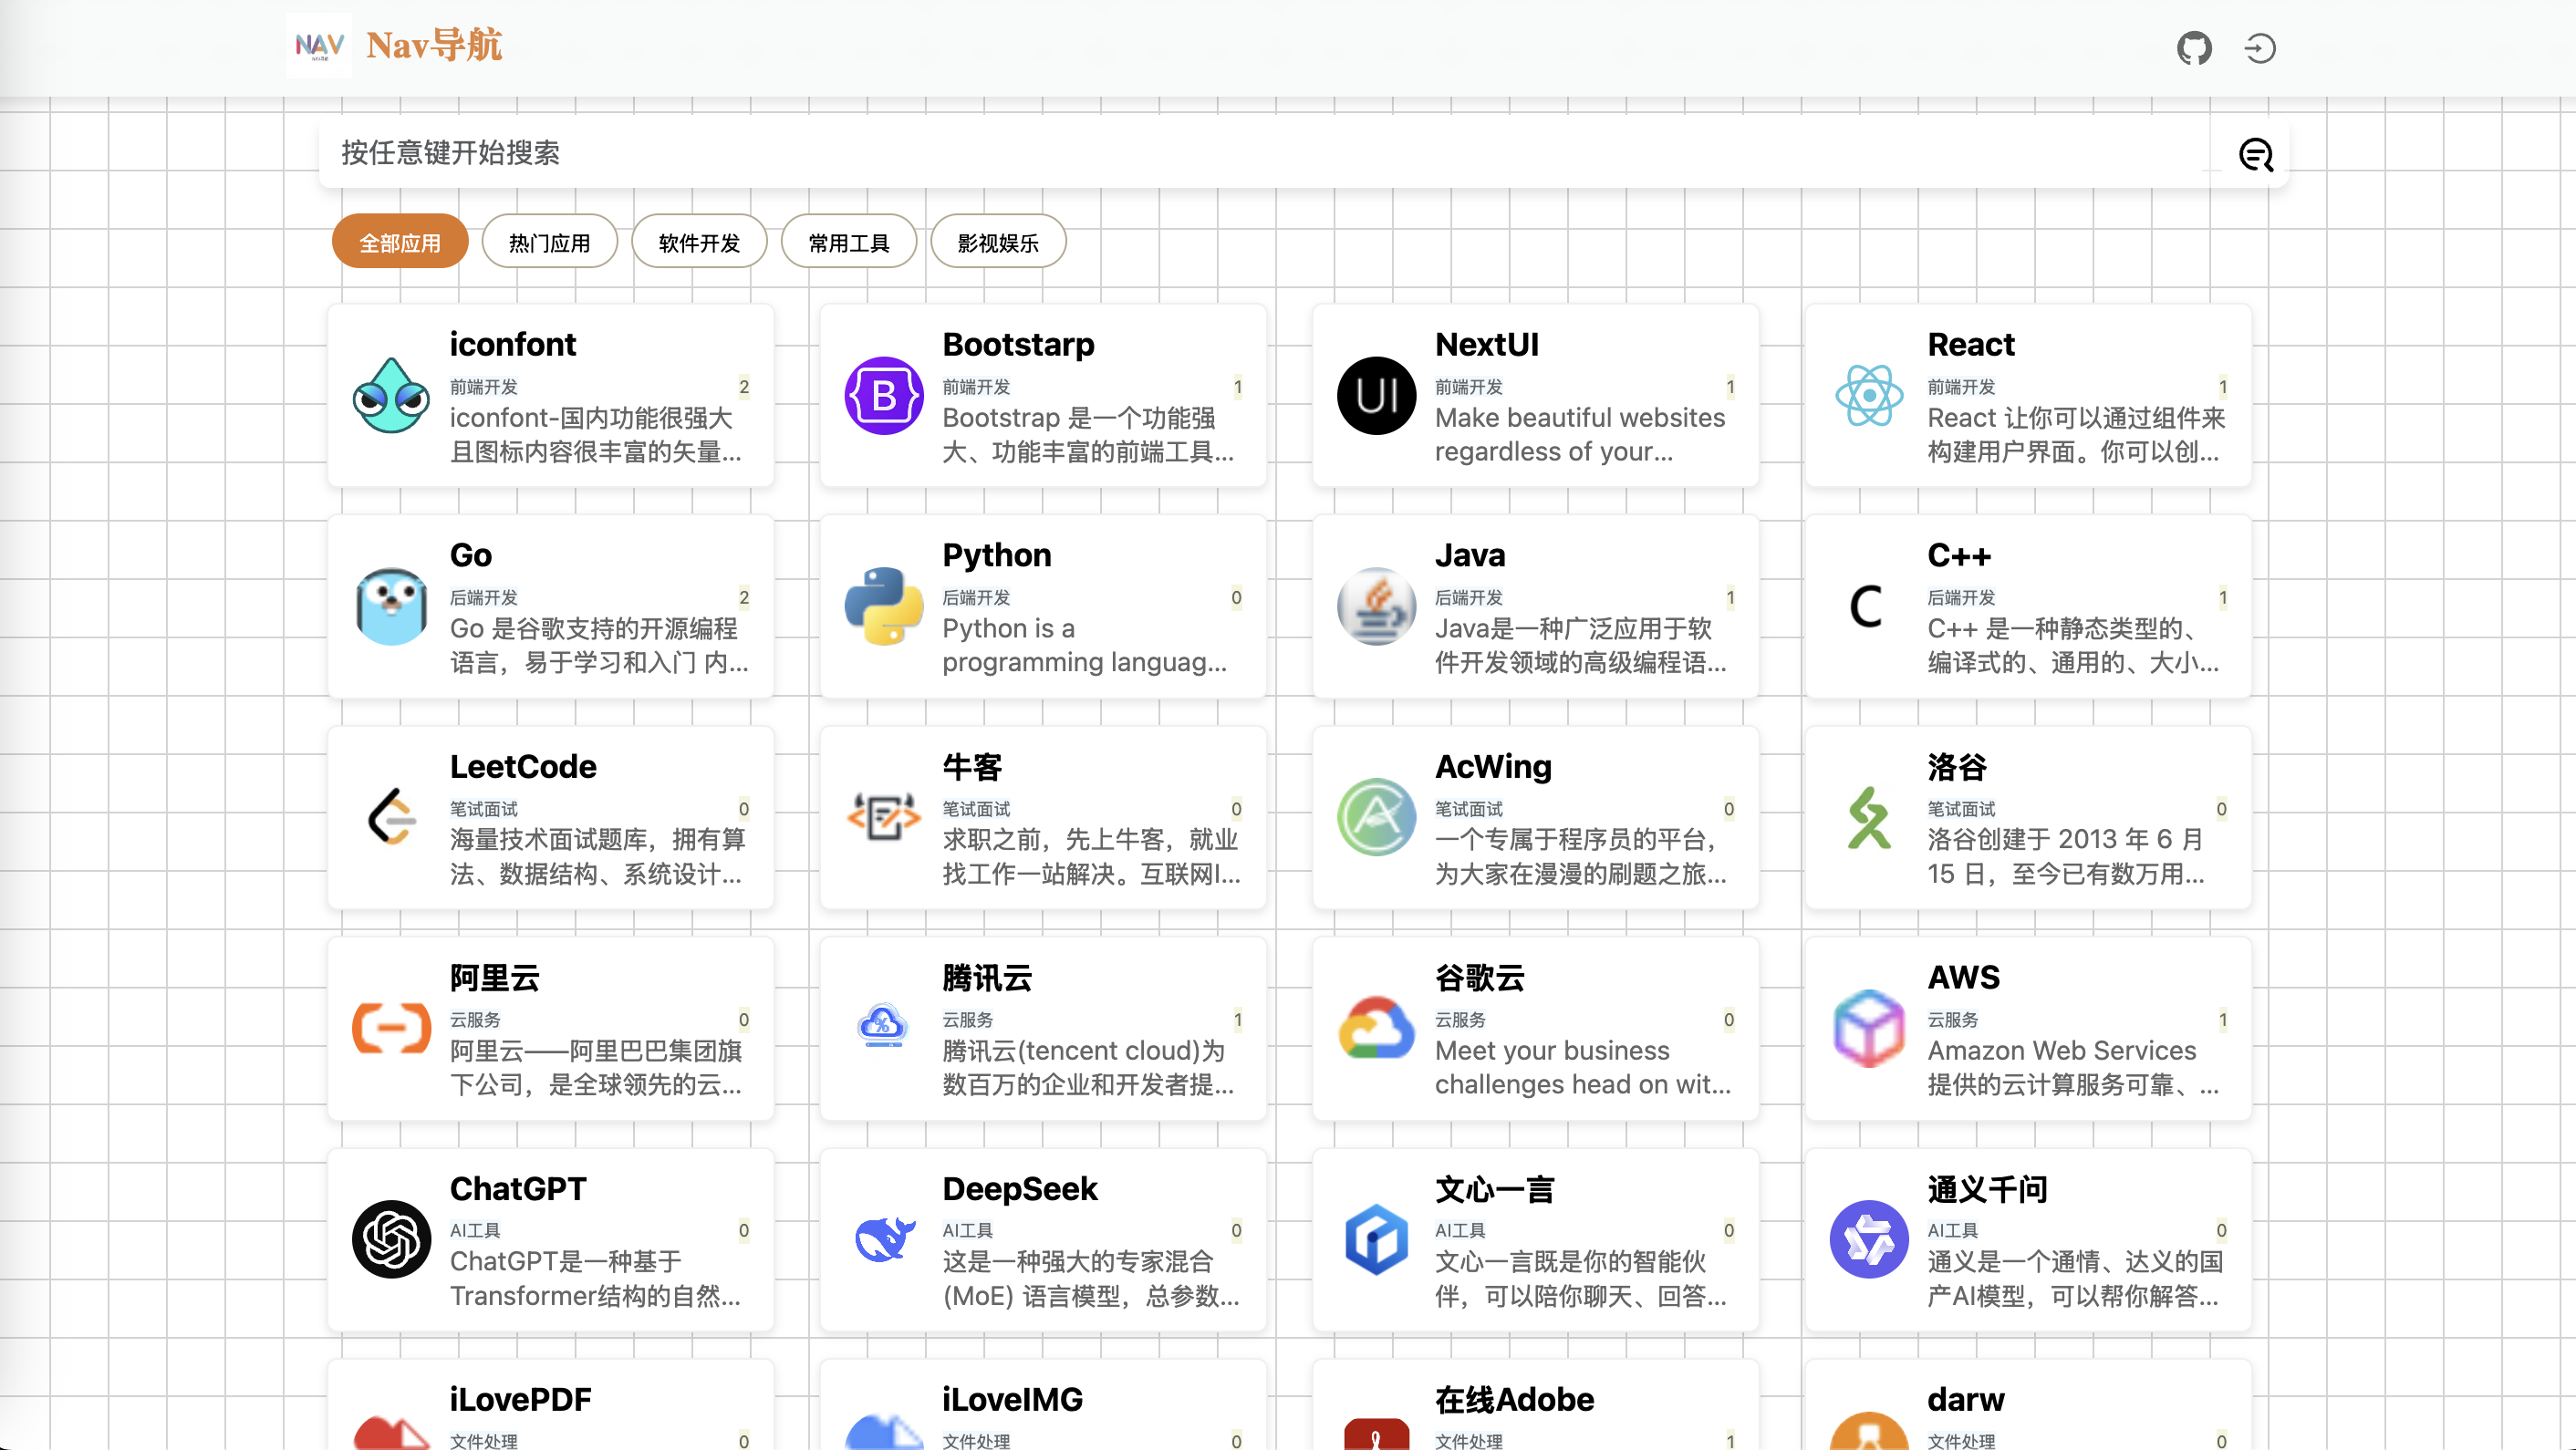 NAV
Nav导航
按任意键开始搜索
全部应用
热门应用
软件开发
常用工具
影视娱乐
iconfont
前端开发
2
iconfont-国内功能很强大
且图标内容很丰富的矢量...
Bootstarp
前端开发
1
Bootstrap 是一个功能强
大、功能丰富的前端工具...
UI
NextUI
前端开发
1
Make beautiful websites
regardless of your...
React
前端开发
1
React 让你可以通过组件来
构建用户界面。你可以创...
Go
后端开发
2
Go 是谷歌支持的开源编程
语言，易于学习和入门 内...
Python
后端开发
0
Python is a
programming languag...
Java
后端开发
1
Java是一种广泛应用于软
件开发领域的高级编程语...
C
C++
后端开发
1
C++ 是一种静态类型的、
编译式的、通用的、大小...
LeetCode
笔试面试
0
海量技术面试题库，拥有算
法、数据结构、系统设计...
牛客
笔试面试
0
求职之前，先上牛客，就业
找工作一站解决。互联网I...
AcWing
笔试面试
0
一个专属于程序员的平台，
为大家在漫漫的刷题之旅...
洛谷
笔试面试
0
洛谷创建于 2013 年 6 月
15 日，至今已有数万用...
阿里云
云服务
0
阿里云——阿里巴巴集团旗
下公司，是全球领先的云...
腾讯云
云服务
1
腾讯云(tencent cloud)为
数百万的企业和开发者提...
谷歌云
云服务
0
Meet your business
challenges head on wit...
AWS
云服务
1
Amazon Web Services
提供的云计算服务可靠、...
ChatGPT
AI工具
0
ChatGPT是一种基于
Transformer结构的自然...
DeepSeek
AI工具
0
这是一种强大的专家混合
(MoE) 语言模型，总参数...
文心一言
AI工具
0
文心一言既是你的智能伙
伴，可以陪你聊天、回答...
通义千问
AI工具
0
通义是一个通情、达义的国
产AI模型，可以帮你解答...
iLovePDF
文件处理
0
iLoveIMG
文件处理
0
在线Adobe
文件处理
1
darw
文件处理
0